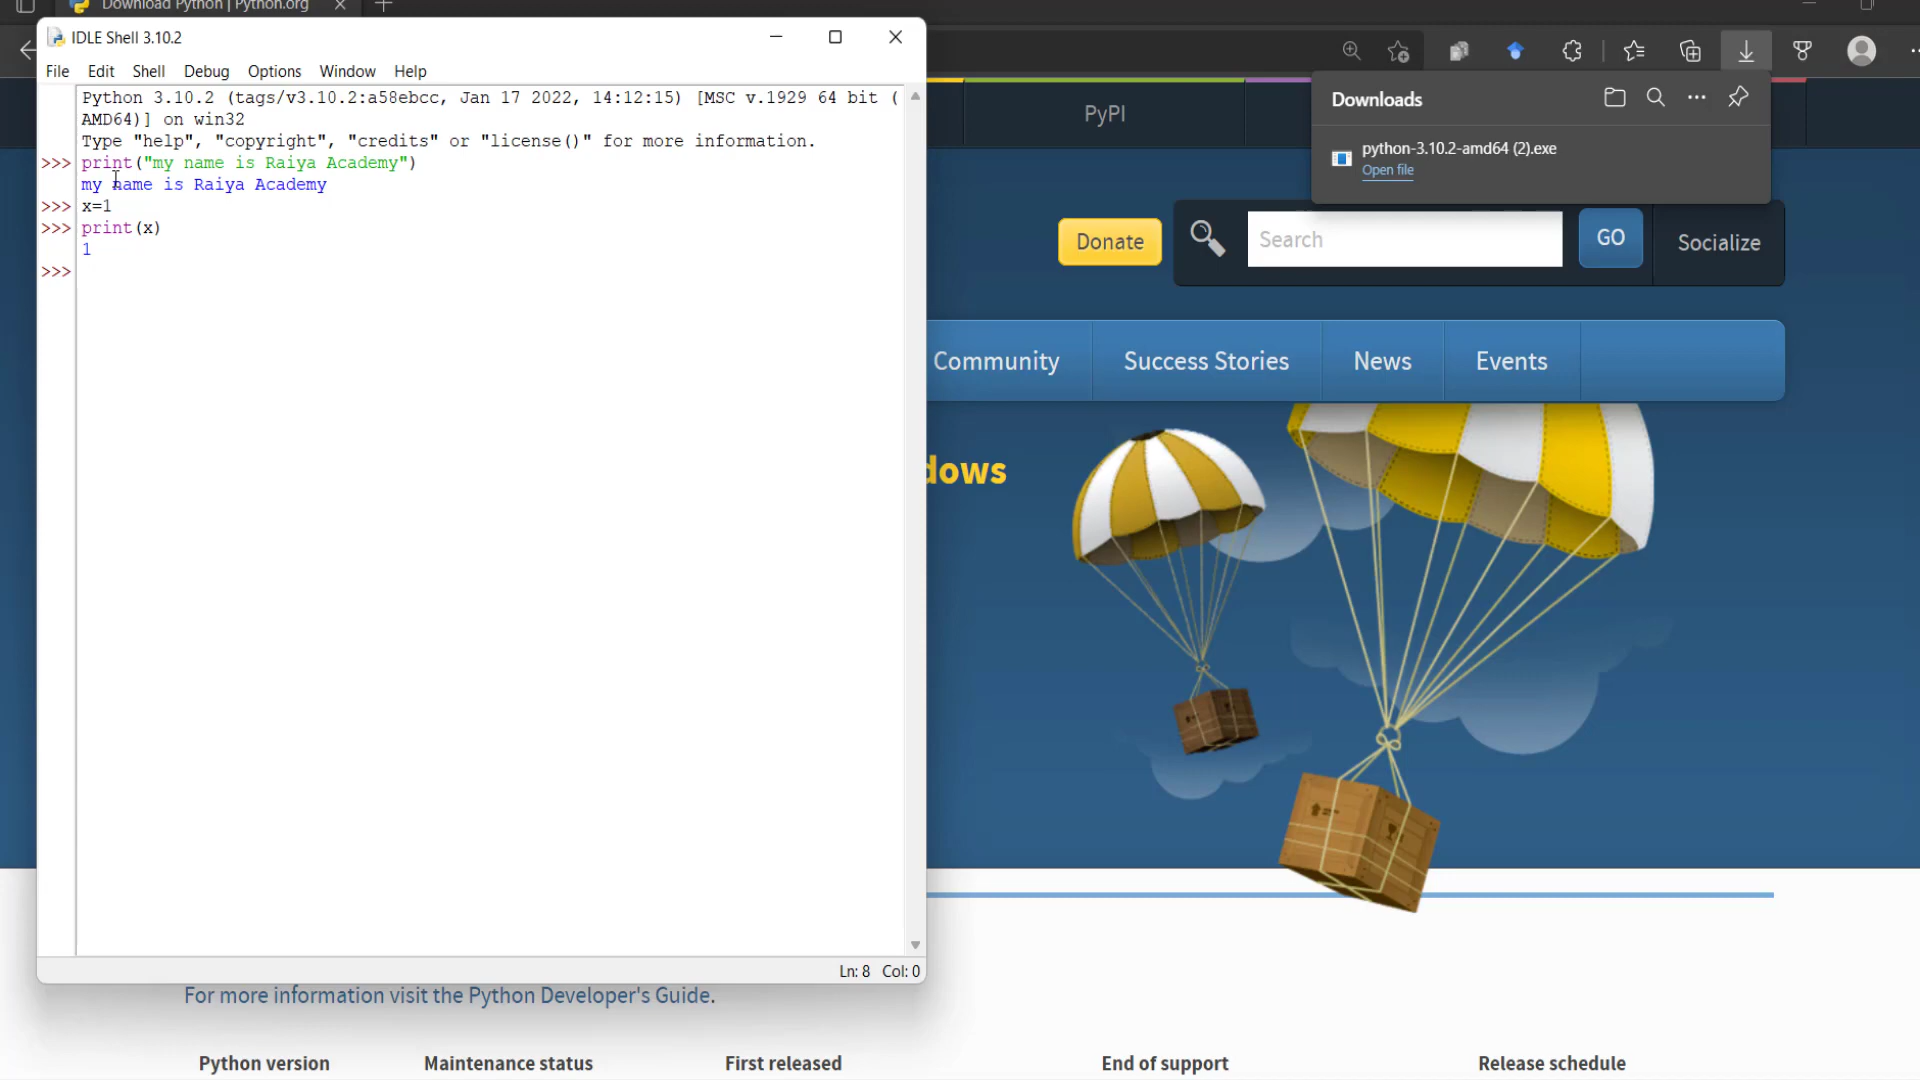 Download Python | Python.org
IDLE Shell 3.10.2
File Edit Shell Debug Options Window Help
Python 3.10.2 (tags/v3.10.2:a58ebcc, Jan 17 2022, 14:12:15) [MSC v.1929 64 bit (
AMD64)] on win32
Type "help", "copyright", "credits" or "license()" for more information.
>>> print("my name is Raiya Academy")
my name is Raiya Academy
>>> x=1
>>> print(x)
1
>>>
Ln: 8 Col: 0
Downloads
python-3.10.2-amd64 (2).exe
Open file
PyPI
Donate
Search
GO
Socialize
Community Success Stories News Events
dows
For more information visit the Python Developer's Guide.
Python version Maintenance status First released End of support Release schedule